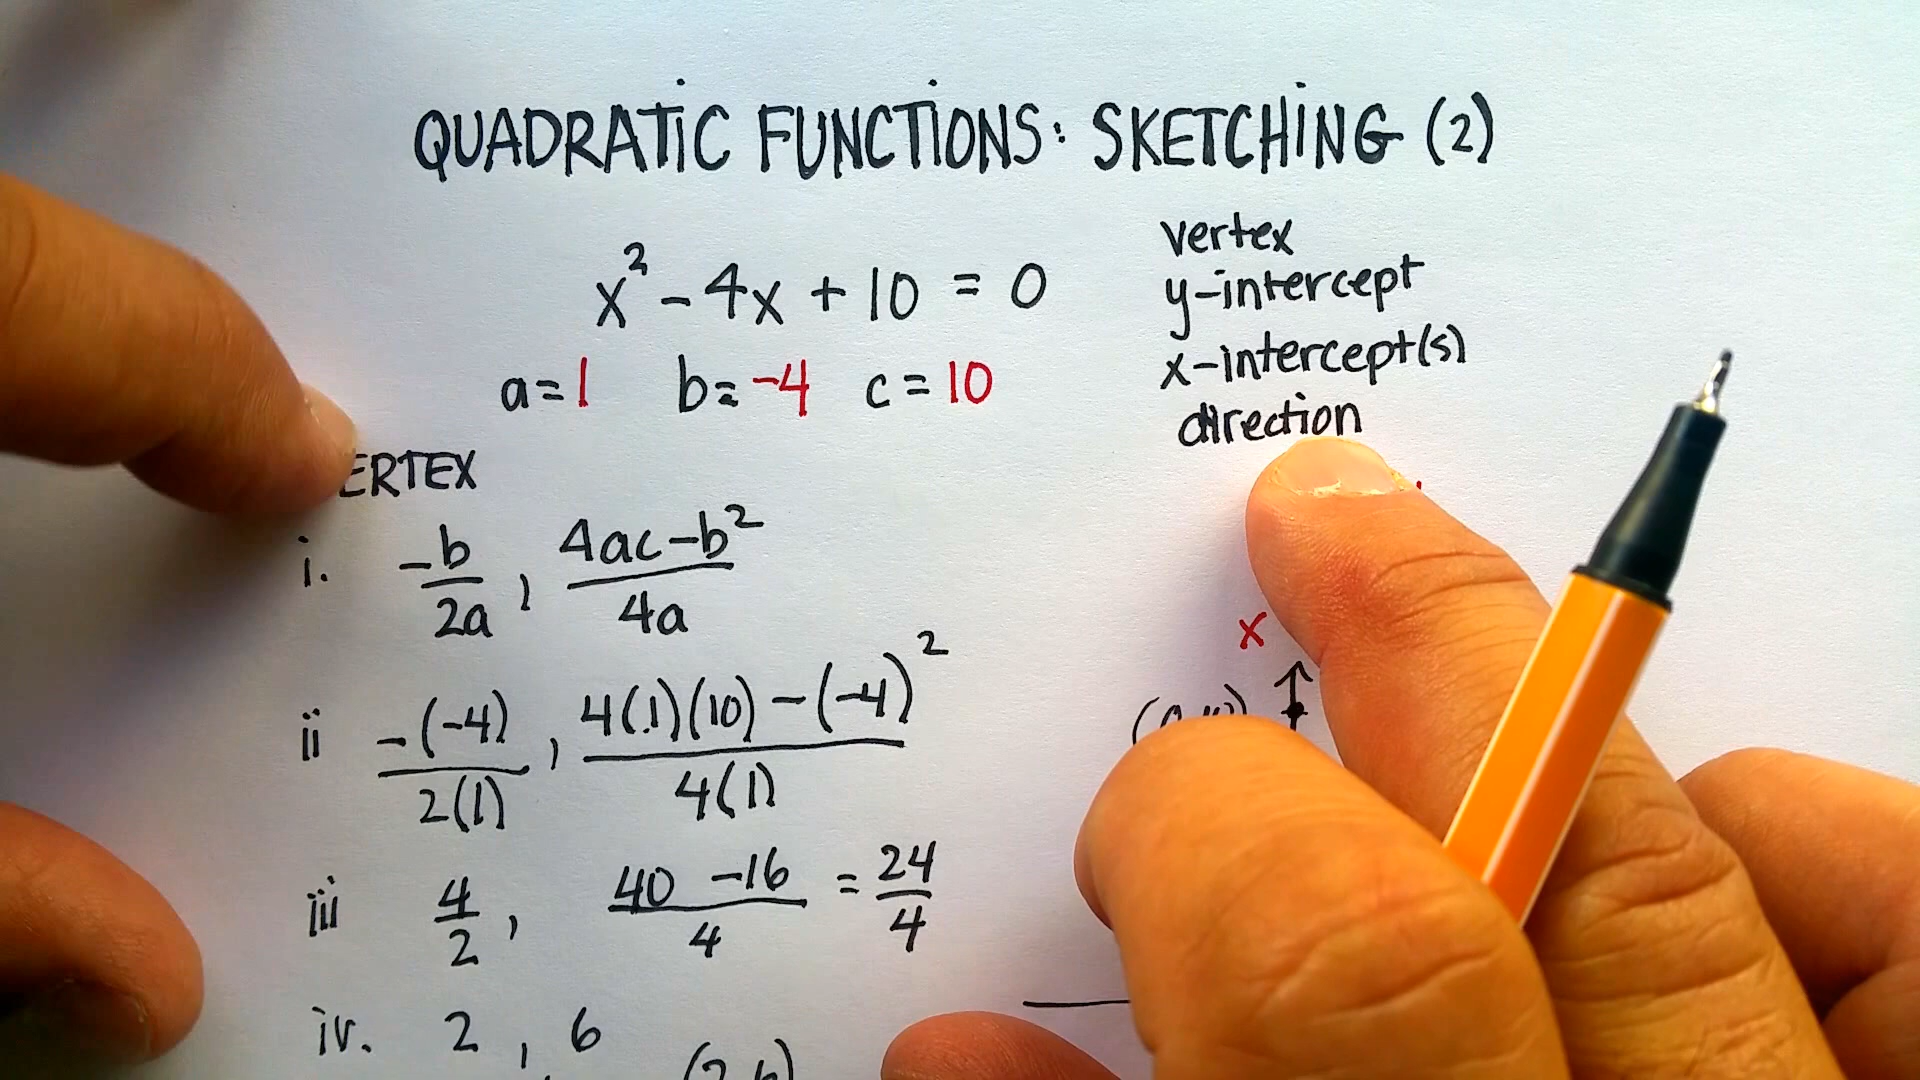 QUADRATIC FUNCTIONS: SKETCHING (2)
x² - 4x + 10 = 0
a = 1 b = -4 c = 10
vertex
y-intercept
x-intercept(s)
direction
ERTEX
i. -b/2a , 4ac-b²/4a
ii -(-4)/2(1) , 4(1)(10)-(-4)²/4(1)
iii 4/2 , 40 -16/4 = 24/4
iv. 2 , 6
(2,6)
x